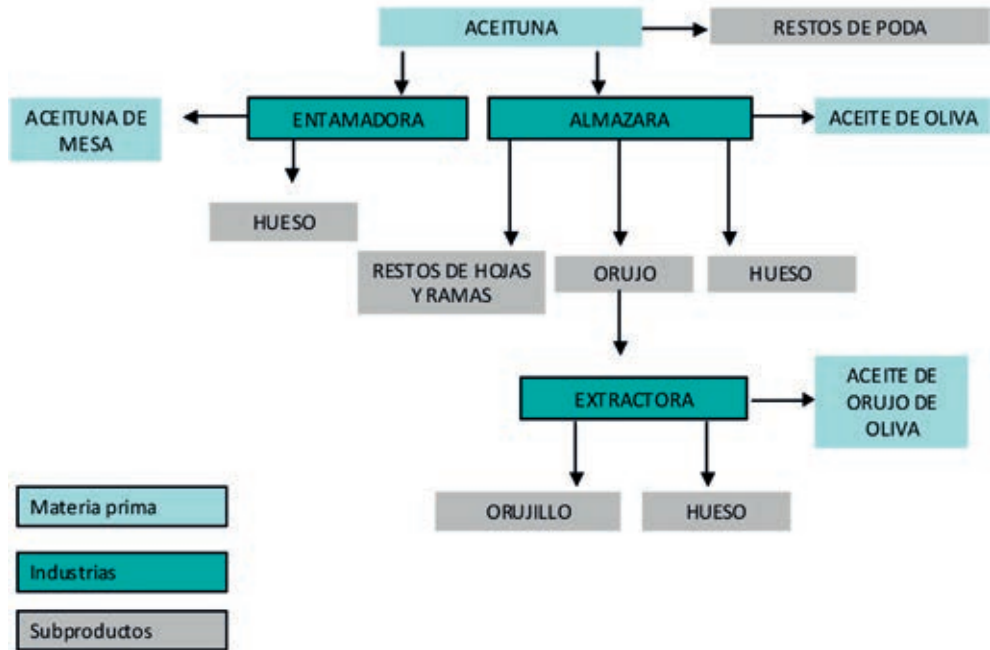 ACEITUNA
RESTOS DE PODA
ACEITUNA DE
MESA
ENTAMADORA
ALMAZARA
ACEITE DE OLIVA
HUESO
RESTOS DE HOJAS
Y RAMAS
ORUJO
HUESO
EXTRACTORA
ACEITE DE
ORUJO DE
OLIVA
ORUJILLO
HUESO
Materia prima
Industrias
Subproductos